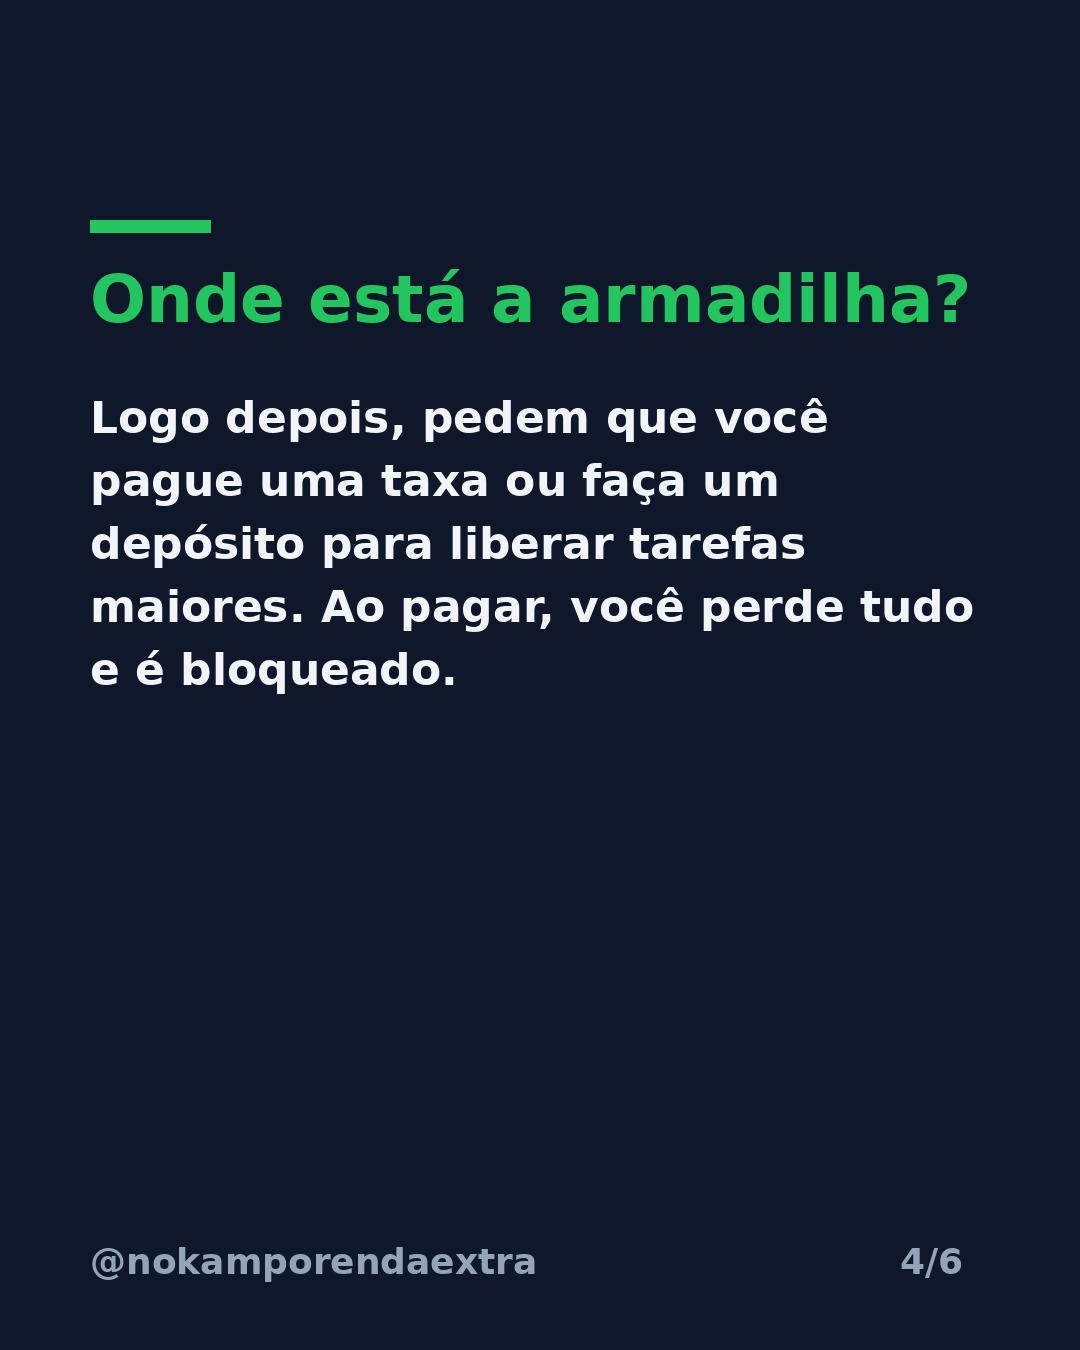 Onde está a armadilha?
Logo depois, pedem que você
pague uma taxa ou faça um
depósito para liberar tarefas
maiores. Ao pagar, você perde tudo
e é bloqueado.
@nokamporendaextra
4/6